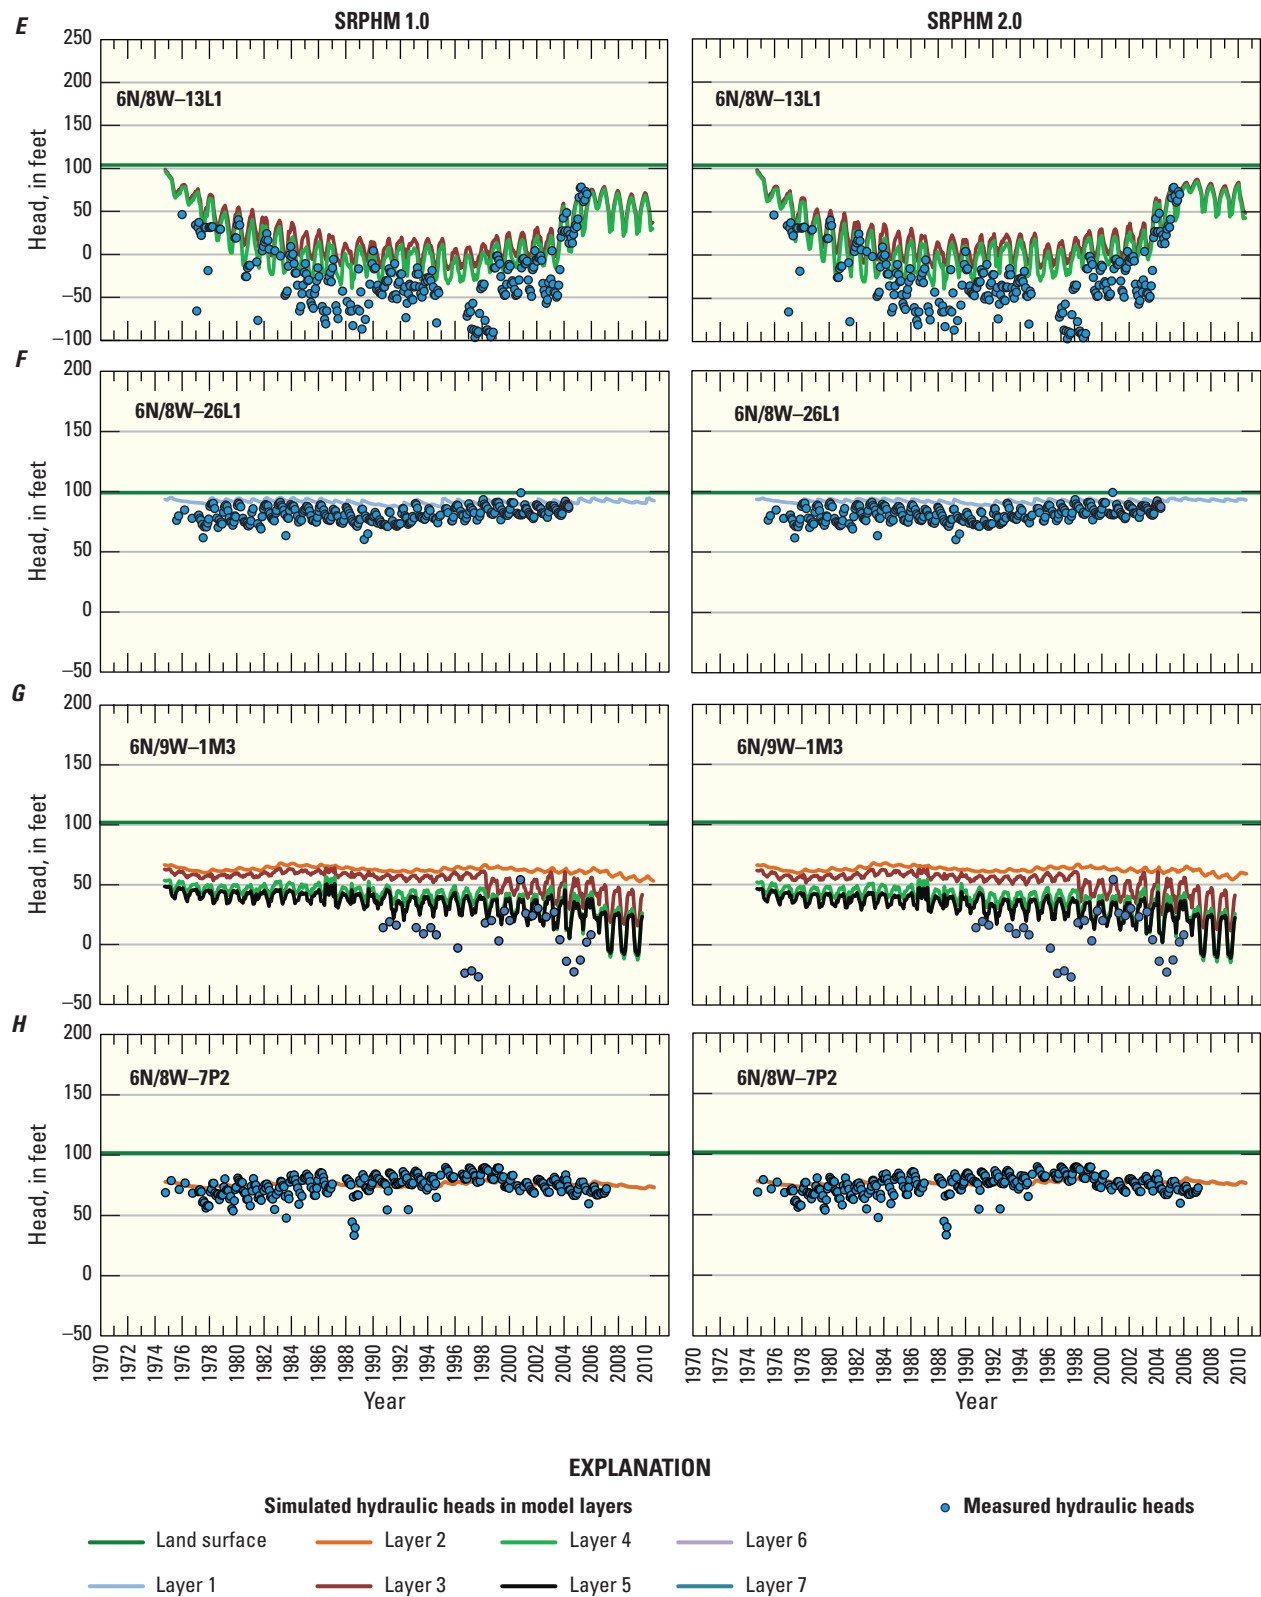 E
SRPHM 1.0
SRPHM 2.0
250
200
150
100
50
0
–50
–100
Head, in feet
6N/8W–13L1
6N/8W–13L1
F
200
150
100
50
0
–50
Head, in feet
6N/8W–26L1
6N/8W–26L1
G
200
150
100
50
0
–50
Head, in feet
6N/9W–1M3
6N/9W–1M3
H
200
150
100
50
0
–50
Head, in feet
6N/8W–7P2
6N/8W–7P2
1970 1972 1974 1976 1978 1980 1982 1984 1986 1988 1990 1992 1994 1996 1998 2000 2002 2004 2006 2008 2010
1970 1972 1974 1976 1978 1980 1982 1984 1986 1988 1990 1992 1994 1996 1998 2000 2002 2004 2006 2008 2010
Year
Year
EXPLANATION
Simulated hydraulic heads in model layers
Measured hydraulic heads
Land surface Layer 2 Layer 4 Layer 6
Layer 1 Layer 3 Layer 5 Layer 7